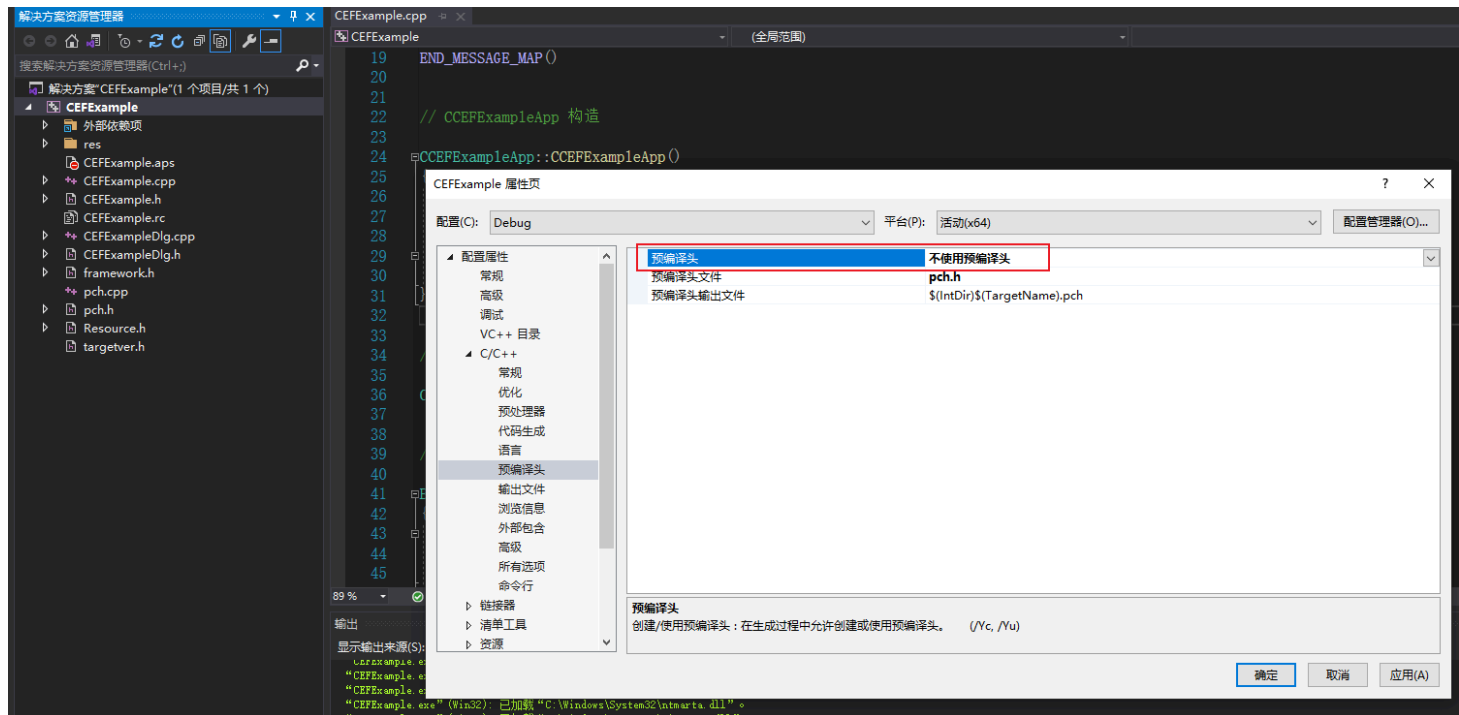 解决方案资源管理器
搜索解决方案资源管理器(Ctrl+;)
解决方案"CEFExample"(1 个项目/共 1 个)
CEFExample
外部依赖项
res
CEFExample.aps
CEFExample.cpp
CEFExample.h
CEFExample.rc
CEFExampleDlg.cpp
CEFExampleDlg.h
framework.h
pch.cpp
pch.h
Resource.h
targetver.h
CEFExample.cpp
CEFExample
(全局范围)
19 END_MESSAGE_MAP()
20
21
22 // CCEFExampleApp 构造
23
24 CCEFExampleApp::CCEFExampleApp()
25
26
27
28
29
30
31 }
32
33
34
35
36
37
38
39
40
41
42
43
44
45
89 %
输出
显示输出来源(S):
"CEFExample.e
"CEFExample.e
"CEFExample.exe" (Win32): 已加载 "C:\Windows\System32\ntmarta.dll"。
CEFExample 属性页
? ×
配置(C): Debug
平台(P): 活动(x64)
配置管理器(O)...
配置属性
常规
高级
调试
VC++ 目录
C/C++
常规
优化
预处理器
代码生成
语言
预编译头
输出文件
浏览信息
外部包含
高级
所有选项
命令行
链接器
清单工具
资源
预编译头 不使用预编译头
预编译头文件 pch.h
预编译头输出文件 $(IntDir)$(TargetName).pch
预编译头
创建/使用预编译头：在生成过程中允许创建或使用预编译头。 (/Yc, /Yu)
确定
取消
应用(A)